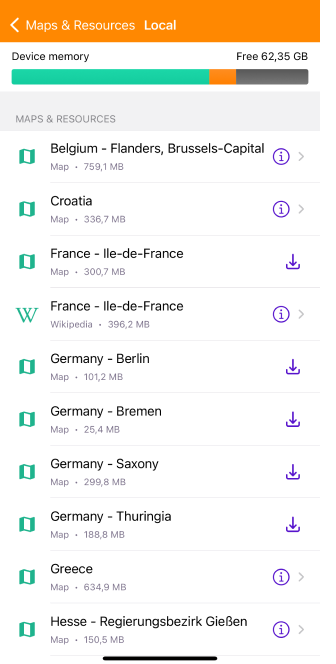 Maps & Resources Local
Device memory Free 62,35 GB
MAPS & RESOURCES
Belgium - Flanders, Brussels-Capital
Map • 759,1 MB
Croatia
Map • 336,7 MB
France - Ile-de-France
Map • 300,7 MB
W France - Ile-de-France
Wikipedia • 396,2 MB
Germany - Berlin
Map • 101,2 MB
Germany - Bremen
Map • 25,4 MB
Germany - Saxony
Map • 299,8 MB
Germany - Thuringia
Map • 188,8 MB
Greece
Map • 634,9 MB
Hesse - Regierungsbezirk Gießen
Map • 150,5 MB